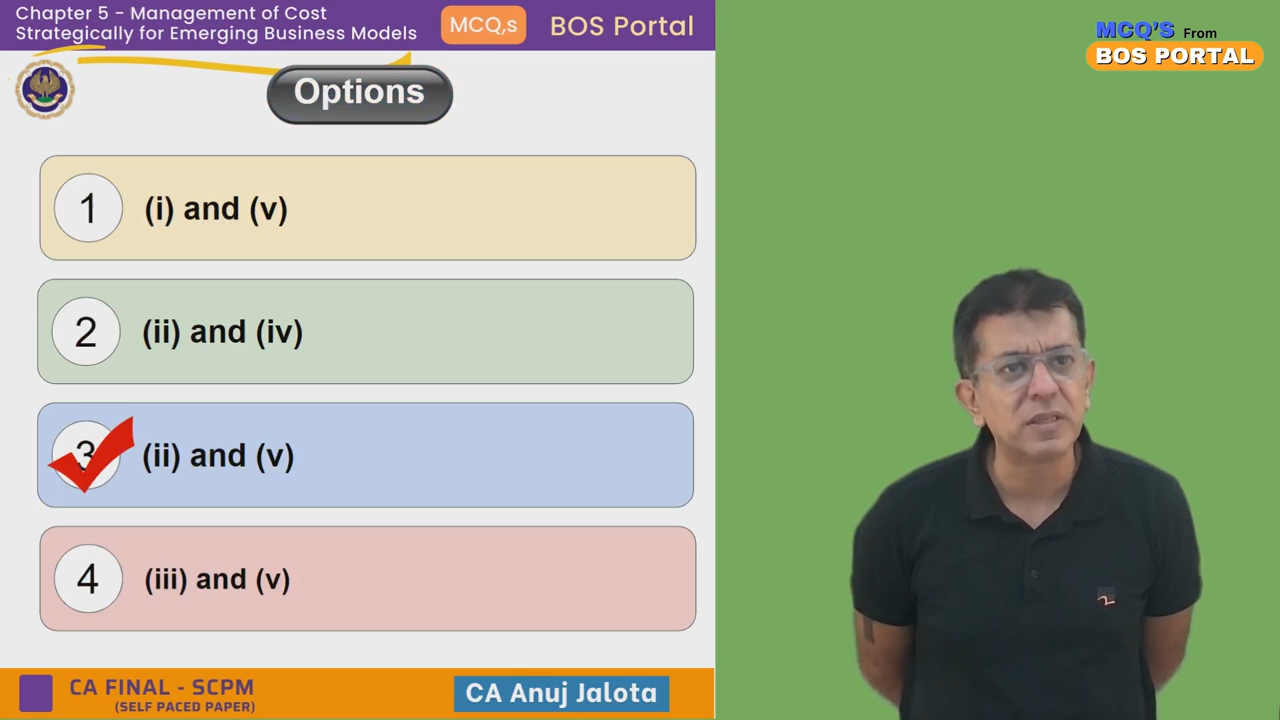 Chapter 5 - Management of Cost
Strategically for Emerging Business Models
MCQ,s
BOS Portal
MCQ'S From
BOS PORTAL
Options
1 (i) and (v)
2 (ii) and (iv)
3 (ii) and (v)
4 (iii) and (v)
CA FINAL - SCPM
(SELF PACED PAPER)
CA Anuj Jalota